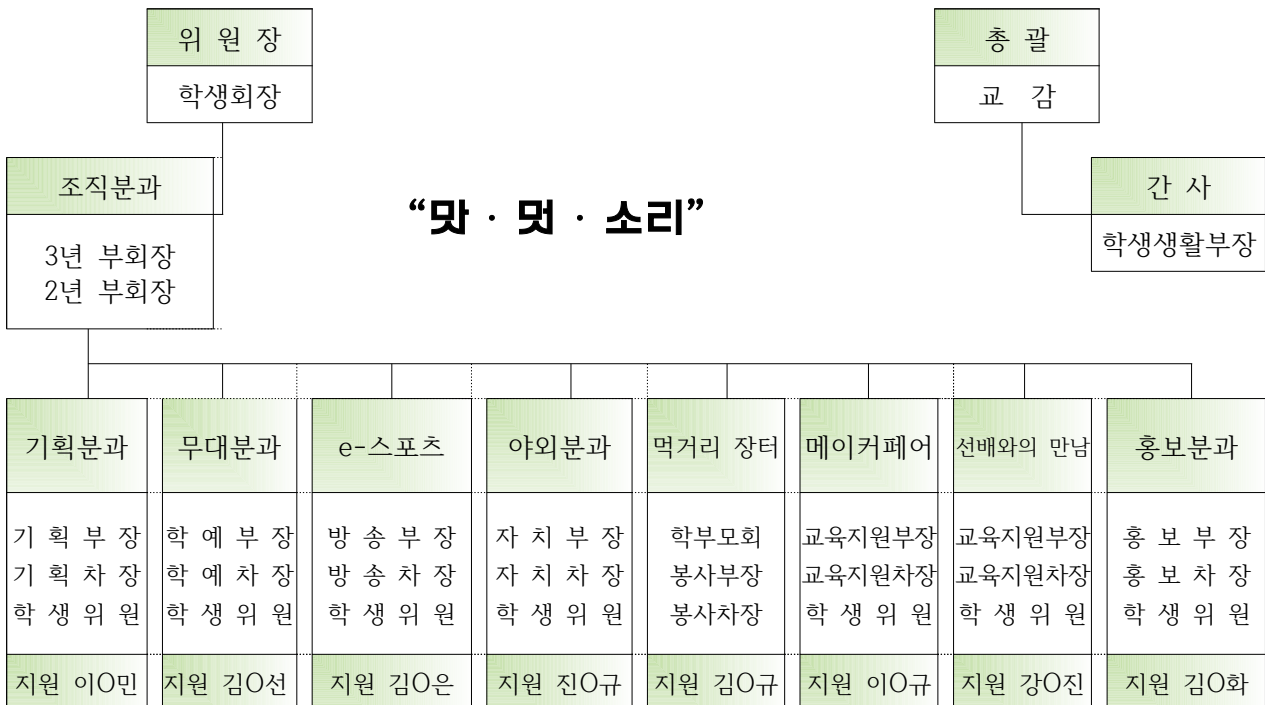 위 원 장
학생회장
총 괄
교 감
조직분과
3년 부회장
2년 부회장
“맛 · 멋 · 소리”
간 사
학생생활부장
기획분과
기 획 부 장
기 획 차 장
학 생 위 원
지원 이O민
무대분과
학 예 부 장
학 예 차 장
학 생 위 원
지원 김O선
e-스포츠
방 송 부 장
방 송 차 장
학 생 위 원
지원 김O은
야외분과
자 치 부 장
자 치 차 장
학 생 위 원
지원 진O규
먹거리 장터
학부모회
봉사부장
봉사차장
지원 김O규
메이커페어
교육지원부장
교육지원차장
학 생 위 원
지원 이O규
선배와의 만남
교육지원부장
교육지원차장
학 생 위 원
지원 강O진
홍보분과
홍 보 부 장
홍 보 차 장
학 생 위 원
지원 김O화